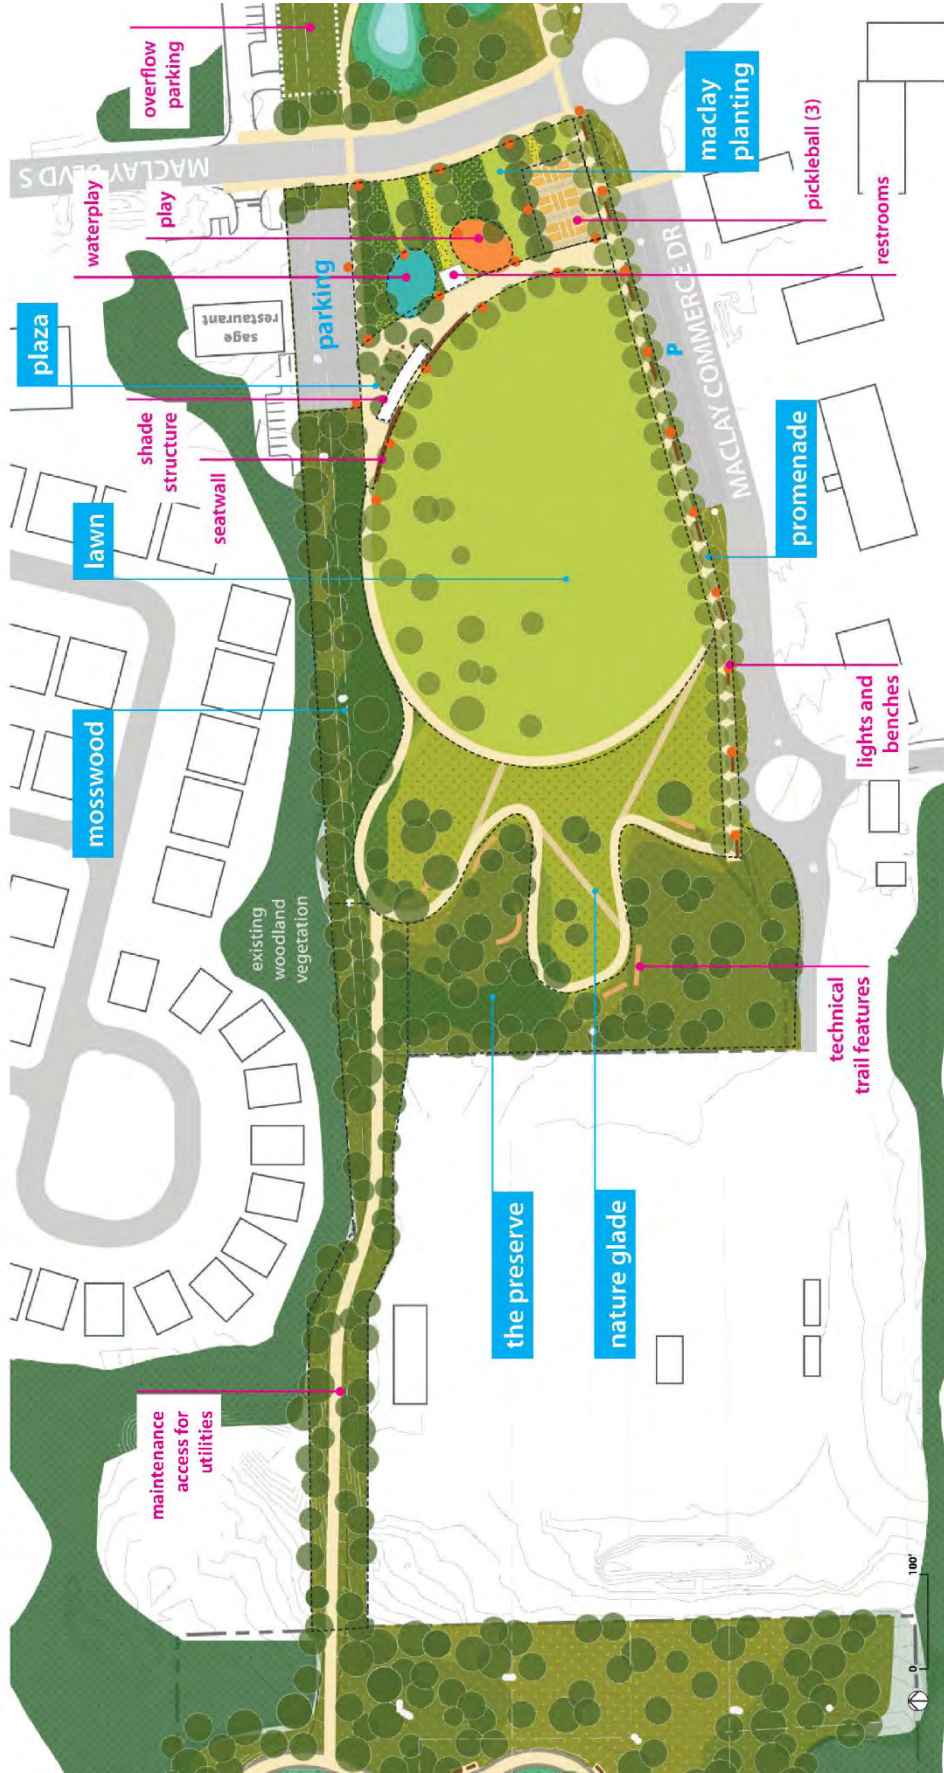 overflow
parking
MACLAY BLVD S
waterplay
play
maclay
planting
pickleball (3)
restrooms
plaza
sage
restaurant
parking
shade
structure
seatwall
P
MACLAY COMMERCE DR
lawn
promenade
mosswood
lights and
benches
existing
woodland
vegetation
technical
trail features
the preserve
nature glade
maintenance
access for
utilities
0
100'